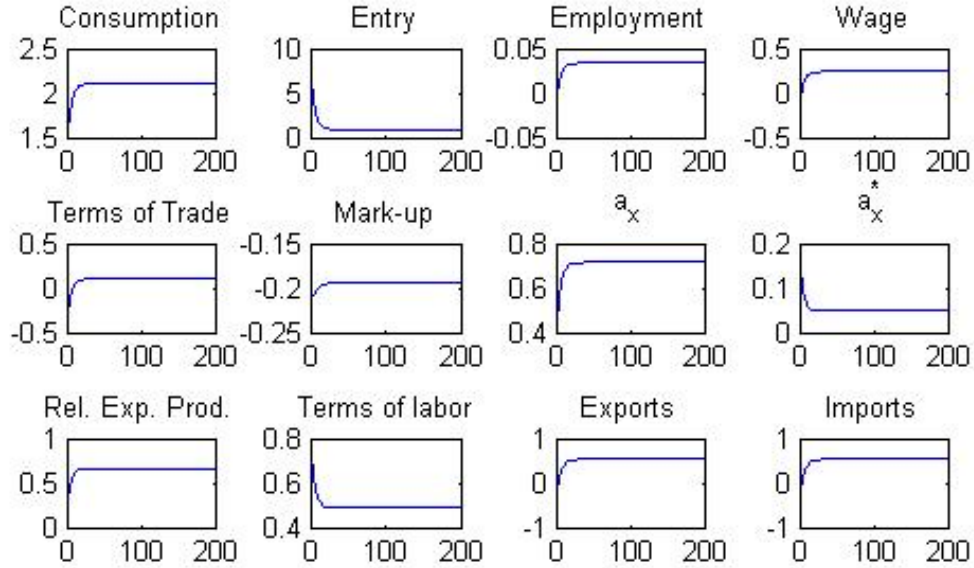 Consumption Entry Employment Wage
2.5 10 0.05 0.5
2 5 0 0
1.5 0 -0.05 -0.5
0 100 200 0 100 200 0 100 200 0 100 200
Terms of Trade Mark-up a_x a_x^*
0.5 -0.15 0.8 0.2
0 -0.2 0.6 0.1
-0.5 -0.25 0.4 0
0 100 200 0 100 200 0 100 200 0 100 200
Rel. Exp. Prod. Terms of labor Exports Imports
1 0.8 1 1
0.5 0.6 0 0
0 0.4 -1 -1
0 100 200 0 100 200 0 100 200 0 100 200